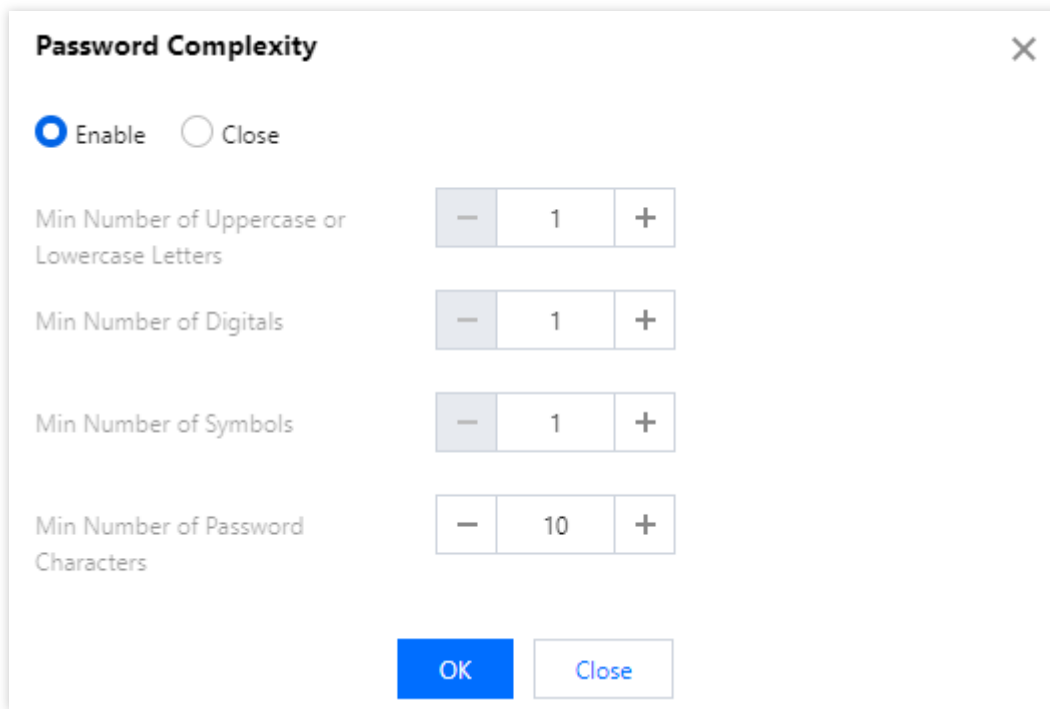 Password Complexity
Enable Close
Min Number of Uppercase or
Lowercase Letters
1
Min Number of Digitals
1
Min Number of Symbols
1
Min Number of Password
Characters
10
OK Close